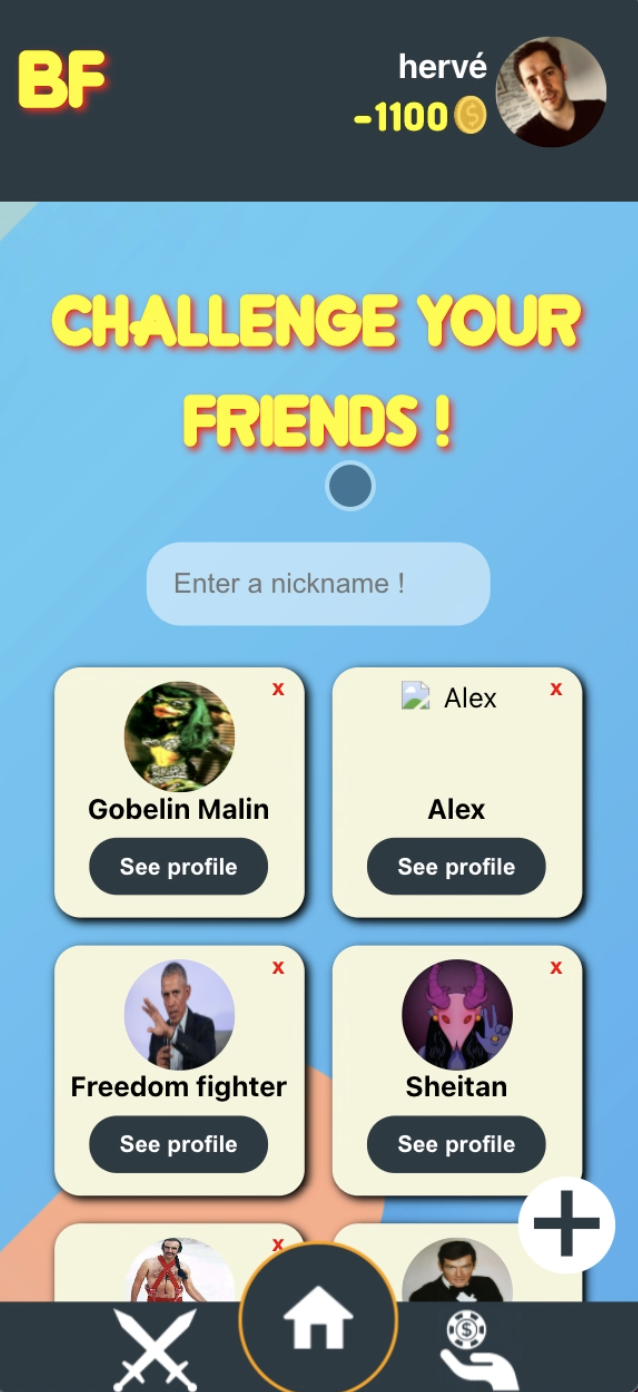 BF
hervé
-1100
CHALLENGE YOUR
FRIENDS !
Enter a nickname !
x
Alex
x
Gobelin Malin
Alex
See profile
See profile
x
x
Freedom fighter
Sheitan
See profile
See profile
x